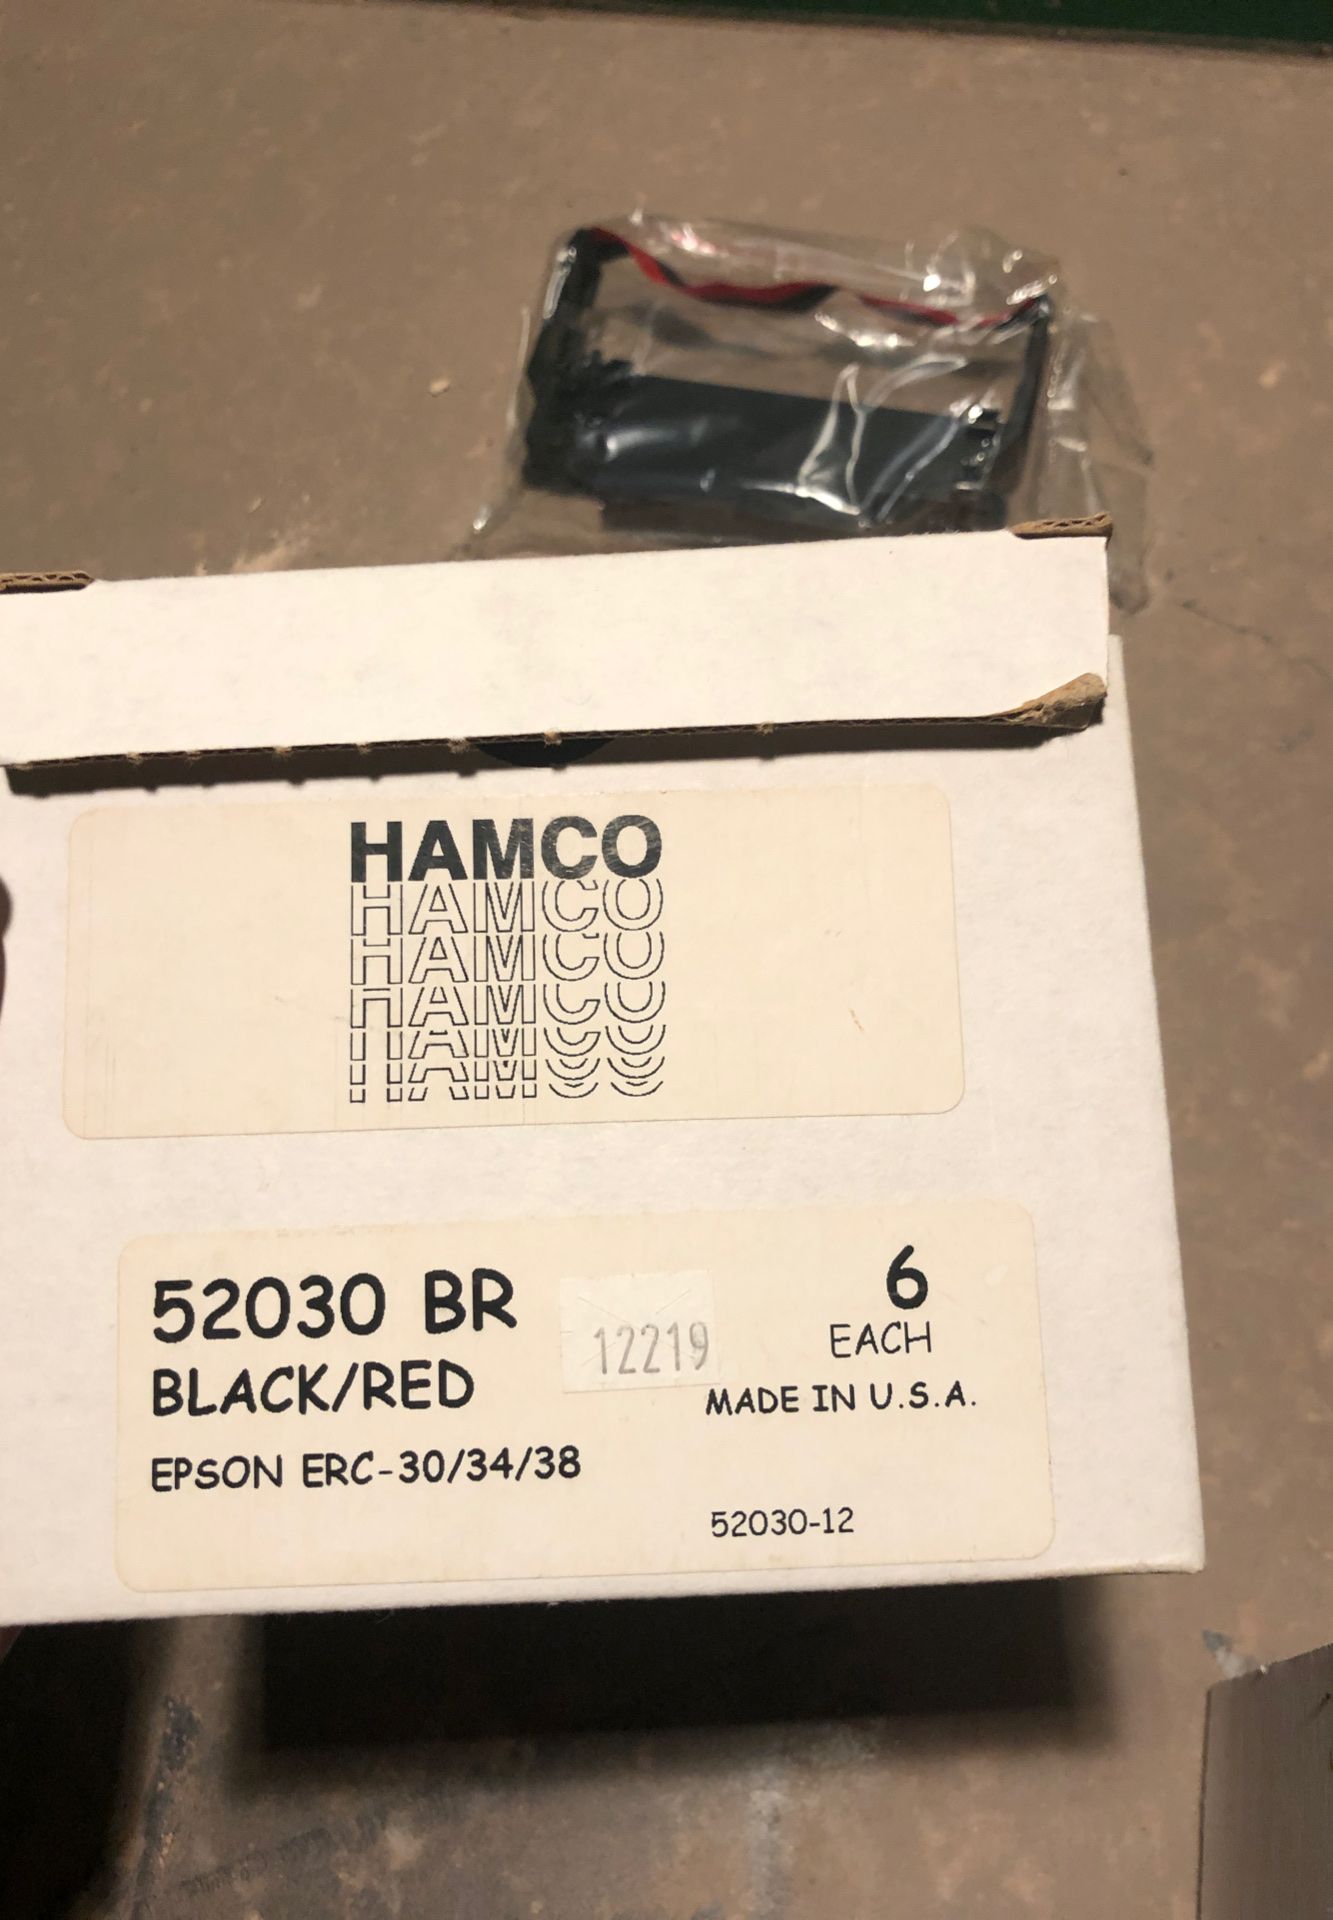 HAMCO
HAMCO
HAMCO
HAMCO
HAMCO
HAMCO
52030 BR
BLACK/RED
EPSON ERC-30/34/38
12219
6
EACH
MADE IN U.S.A.
52030-12